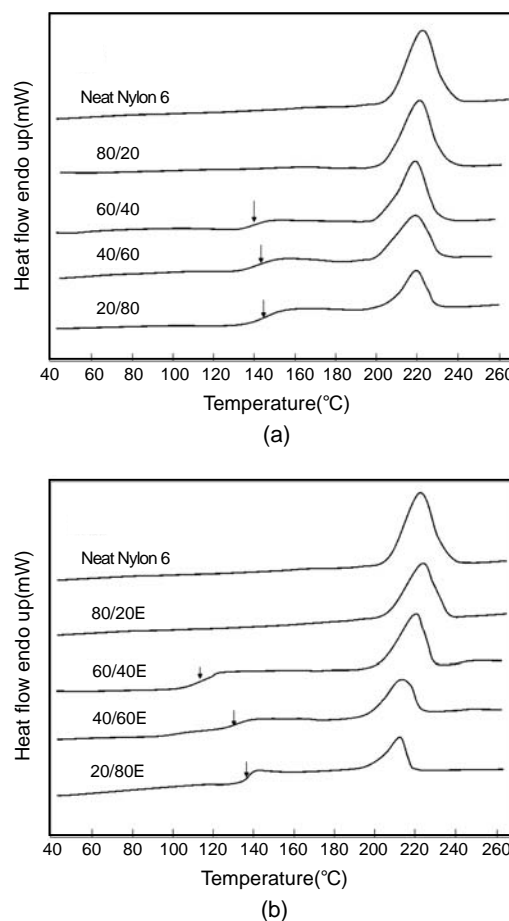 Heat flow endo up(mW)
Neat Nylon 6
80/20
60/40
40/60
20/80
40 60 80 100 120 140 160 180 200 220 240 260
Temperature(°C)
(a)
Heat flow endo up(mW)
Neat Nylon 6
80/20E
60/40E
40/60E
20/80E
40 60 80 100 120 140 160 180 200 220 240 260
Temperature(°C)
(b)